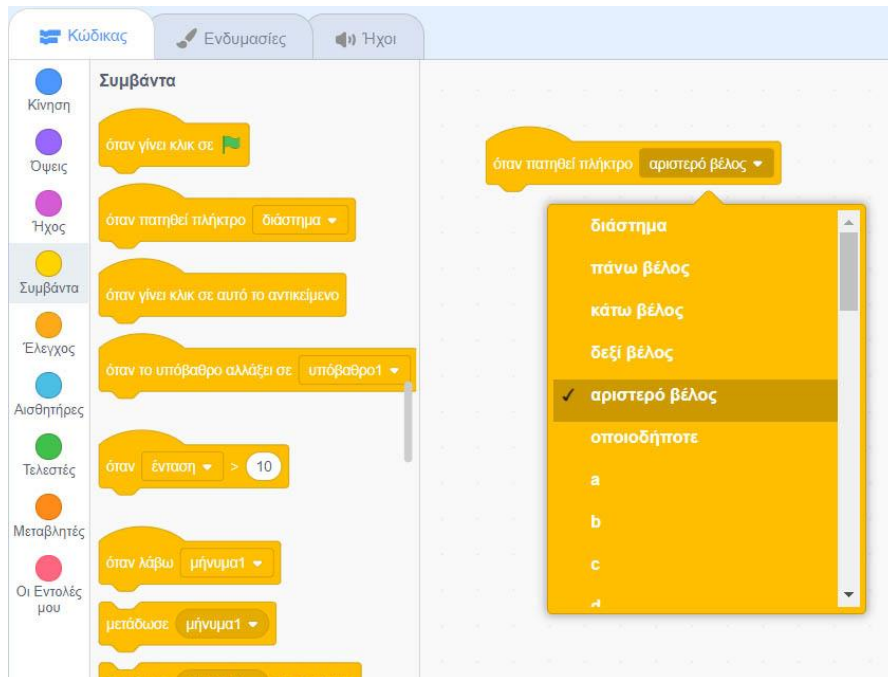 Κώδικας
Ενδυμασίες
Ήχοι
Κίνηση
Όψεις
Ήχος
Συμβάντα
Έλεγχος
Αισθητήρες
Τελεστές
Μεταβλητές
Οι Εντολές
μου
Συμβάντα
όταν γίνει κλικ σε
όταν πατηθεί πλήκτρο διάστημα
όταν γίνει κλικ σε αυτό το αντικείμενο
όταν το υπόβαθρο αλλάξει σε υπόβαθρο1
όταν ένταση > 10
όταν λάβω μήνυμα1
μετάδωσε μήνυμα1
όταν πατηθεί πλήκτρο αριστερό βέλος
διάστημα
πάνω βέλος
κάτω βέλος
δεξί βέλος
✓ αριστερό βέλος
οποιοδήποτε
a
b
c
d